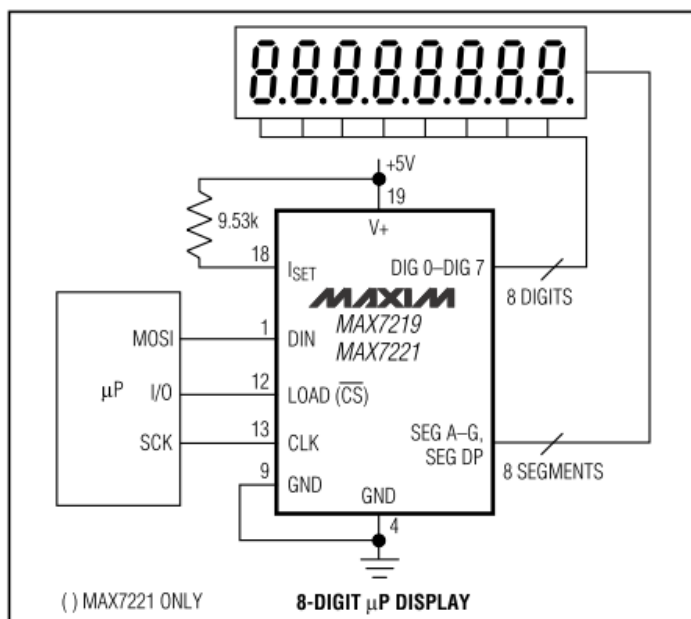 8.8.8.8.8.8.8.8.
+5V
19
9.53k
V+
18
ISET
DIG 0–DIG 7
MAXIM
8 DIGITS
MAX7219
MAX7221
MOSI
1
DIN
µP
I/O
12
LOAD (C̅S̅)
SCK
13
CLK
SEG A–G,
SEG DP
9
GND
8 SEGMENTS
GND
4
( ) MAX7221 ONLY
8-DIGIT µP DISPLAY